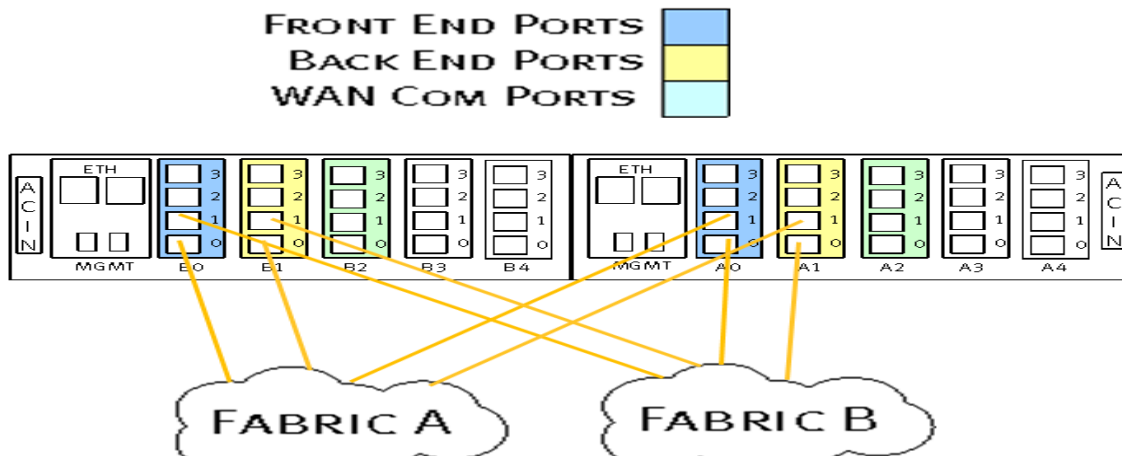 FRONT END PORTS
BACK END PORTS
WAN COM PORTS
ETH 3 3 3 3 3 ETH 3 3 3 3 3
2 2 2 2 2 2 2 2 2 2
ACIN 1 1 1 1 1 1 1 1 1 1 ACIN
0 0 0 0 0 0 0 0 0 0
MGMT B0 B1 B2 B3 B4 MGMT A0 A1 A2 A3 A4
FABRIC A FABRIC B